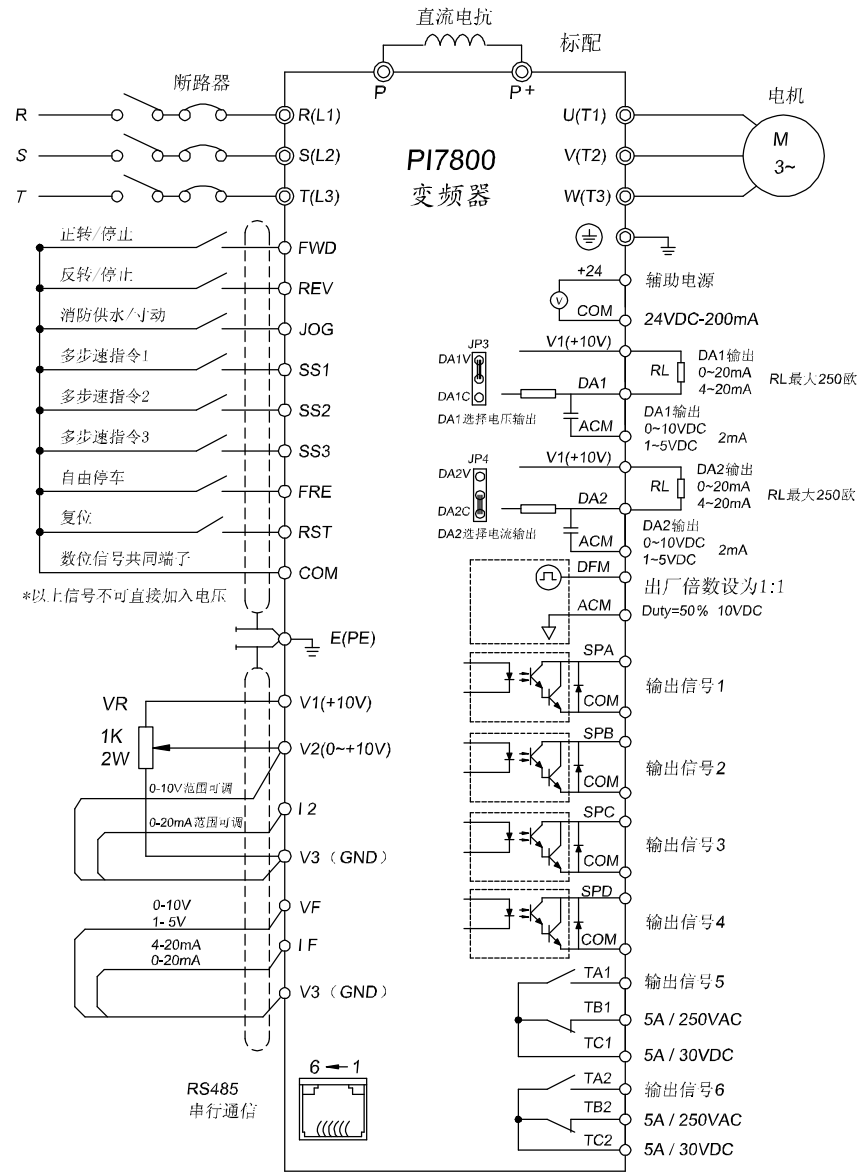 直流电抗
标配
P
P+
断路器
R
R(L1)
S
S(L2)
T
T(L3)
PI7800
变频器
U(T1)
V(T2)
W(T3)
电机
M
3~
正转/停止
FWD
反转/停止
REV
消防供水/寸动
JOG
多步速指令1
SS1
多步速指令2
SS2
多步速指令3
SS3
自由停车
FRE
复位
RST
数位信号共同端子
COM
*以上信号不可直接加入电压
E(PE)
VR
1K
2W
V1(+10V)
V2(0~+10V)
0-10V范围可调
I2
0-20mA范围可调
V3（GND）
0-10V
1-5V
VF
4-20mA
0-20mA
IF
V3（GND）
RS485
串行通信
6
1
+24
辅助电源
V
COM
24VDC-200mA
JP3
V1(+10V)
DA1V
DA1C
DA1
RL
DA1输出
0~20mA
4~20mA
RL最大250欧
DA1选择电压输出
ACM
DA1输出
0~10VDC
1~5VDC
2mA
JP4
V1(+10V)
DA2V
DA2C
DA2
RL
DA2输出
0~20mA
4~20mA
RL最大250欧
DA2选择电流输出
ACM
DA2输出
0~10VDC
1~5VDC
2mA
DFM
出厂倍数设为1:1
ACM
Duty=50% 10VDC
SPA
COM
输出信号1
SPB
COM
输出信号2
SPC
COM
输出信号3
SPD
COM
输出信号4
TA1
输出信号5
TB1
5A / 250VAC
TC1
5A / 30VDC
TA2
输出信号6
TB2
5A / 250VAC
TC2
5A / 30VDC